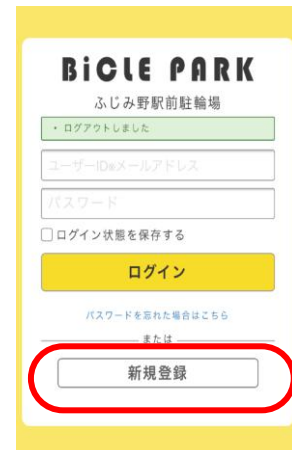 BiCLE PARK
ふじみ野駅前駐輪場
・ログアウトしました
ユーザーID※メールアドレス
パスワード
ログイン状態を保存する
ログイン
パスワードを忘れた場合はこちら
または
新規登録